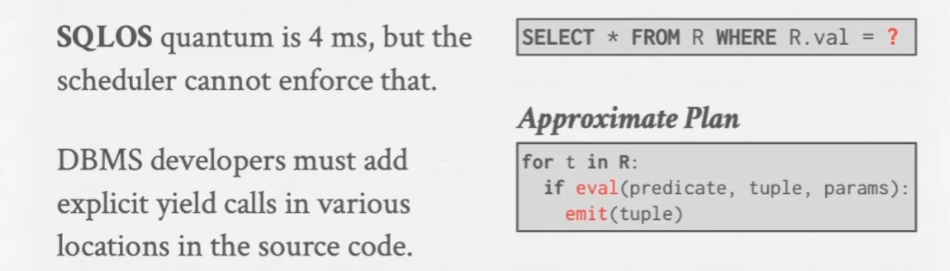 SQLOS quantum is 4 ms, but the
scheduler cannot enforce that.
DBMS developers must add
explicit yield calls in various
locations in the source code.
SELECT * FROM R WHERE R.val = ?
Approximate Plan
for t in R:
  if eval(predicate, tuple, params):
    emit(tuple)